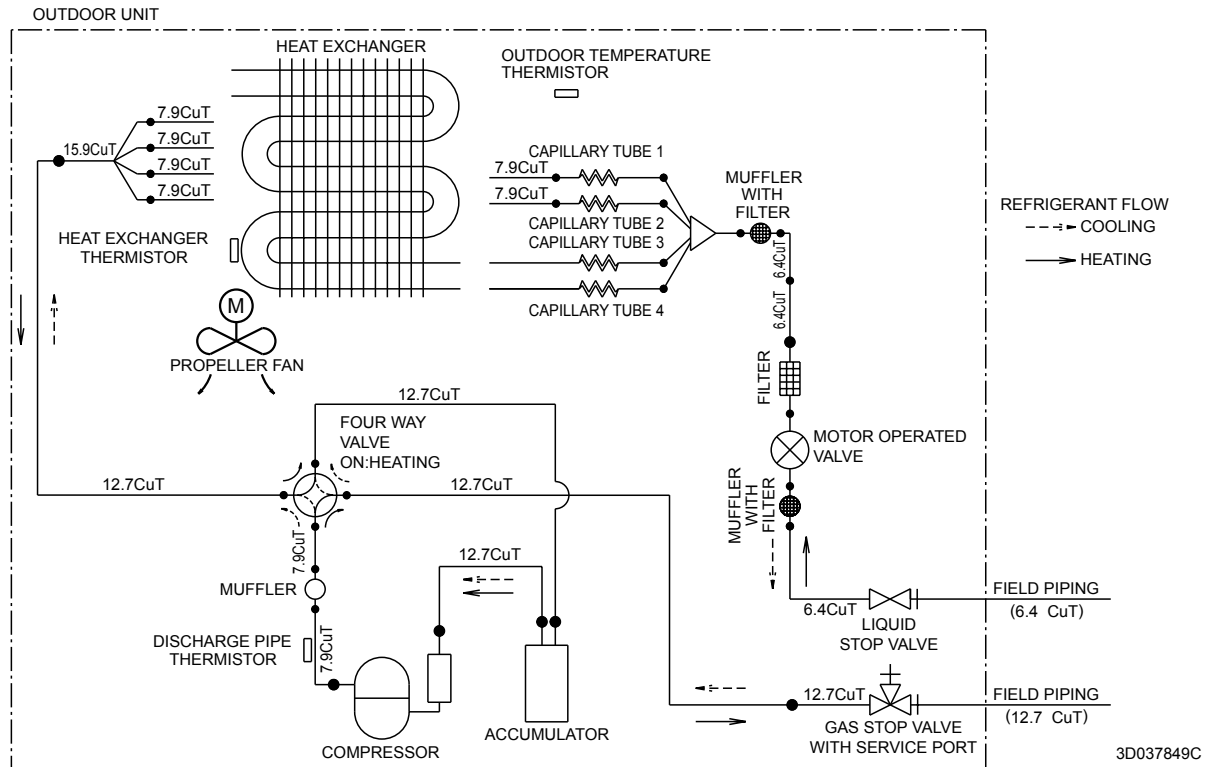 OUTDOOR UNIT
HEAT EXCHANGER
OUTDOOR TEMPERATURE
THERMISTOR
7.9CuT
7.9CuT
7.9CuT
7.9CuT
15.9CuT
HEAT EXCHANGER
THERMISTOR
M
PROPELLER FAN
CAPILLARY TUBE 1
7.9CuT
7.9CuT
CAPILLARY TUBE 2
CAPILLARY TUBE 3
CAPILLARY TUBE 4
MUFFLER
WITH
FILTER
6.4CuT
6.4CuT
FILTER
MOTOR OPERATED
VALVE
MUFFLER
WITH
FILTER
REFRIGERANT FLOW
COOLING
HEATING
12.7CuT
FOUR WAY
VALVE
ON:HEATING
12.7CuT
12.7CuT
7.9CuT
MUFFLER
12.7CuT
DISCHARGE PIPE
THERMISTOR
7.9CuT
COMPRESSOR
ACCUMULATOR
6.4CuT
LIQUID
STOP VALVE
FIELD PIPING
(6.4 CuT)
12.7CuT
GAS STOP VALVE
WITH SERVICE PORT
FIELD PIPING
(12.7 CuT)
3D037849C